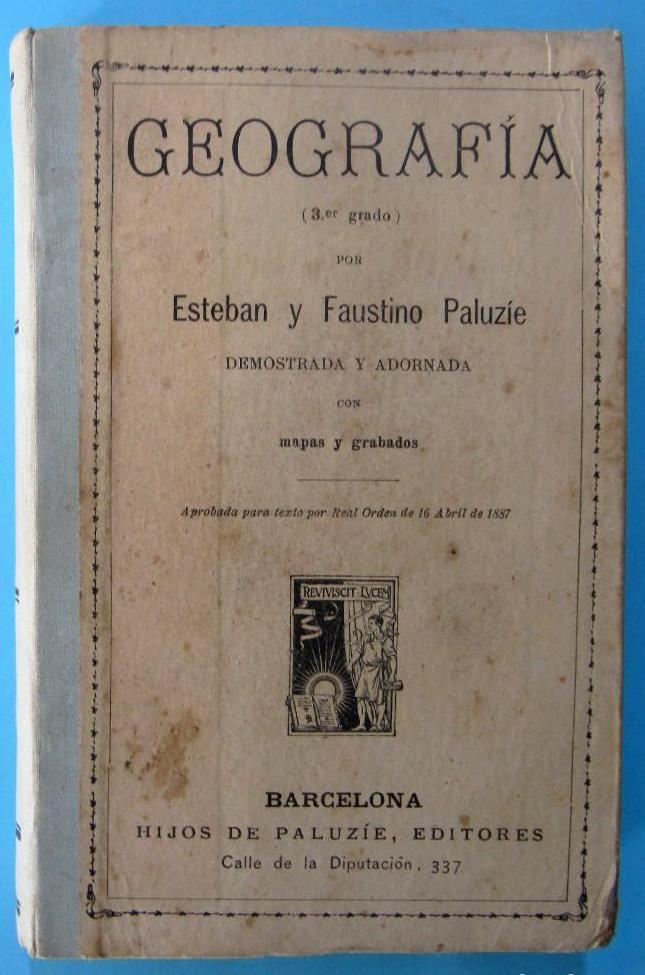 GEOGRAFÍA
(3.er grado)
POR
Esteban y Faustino Paluzíe
DEMOSTRADA Y ADORNADA
CON
mapas y grabados
Aprobada para texto por Real Orden de 16 Abril de 1887
REVIVISCIT LVCEM
BARCELONA
HIJOS DE PALUZÍE, EDITORES
Calle de la Diputación, 337